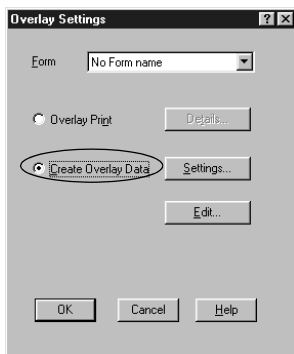 Overlay Settings
Form No Form name
Overlay Print Details...
Create Overlay Data Settings...
Edit...
OK Cancel Help